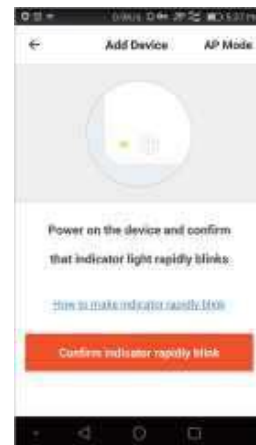 Add Device
AP Mode
Power on the device and confirm
that indicator light rapidly blinks
How to make indicator rapidly blink
Confirm indicator rapidly blink